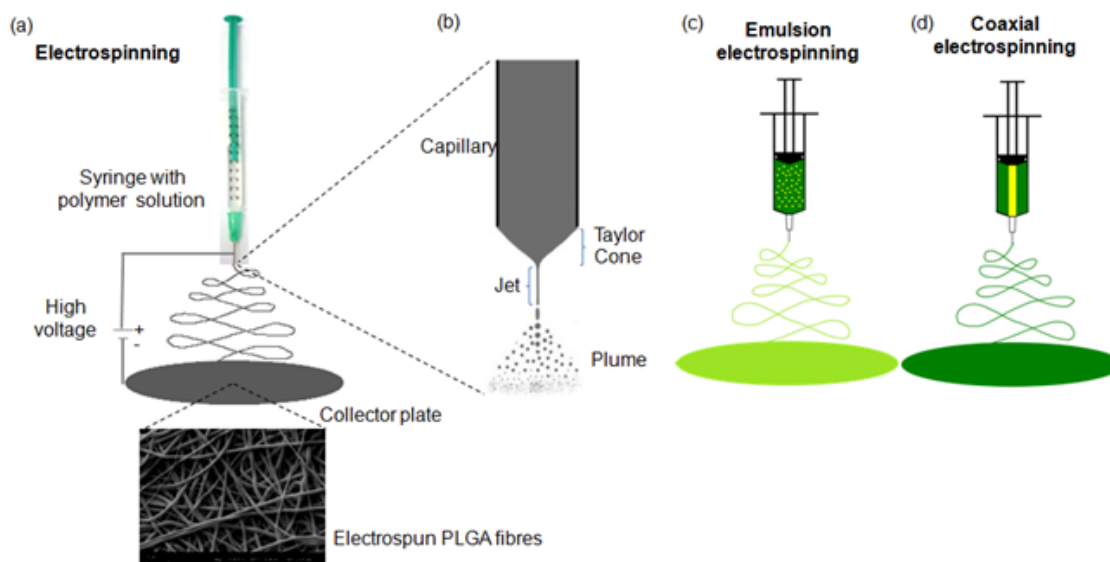 (a)
Electrospinning
Syringe with
polymer solution
High
voltage
+
-
Collector plate
Electrospun PLGA fibres
(b)
Capillary
Taylor
Cone
Jet
Plume
(c)
Emulsion
electrospinning
(d)
Coaxial
electrospinning